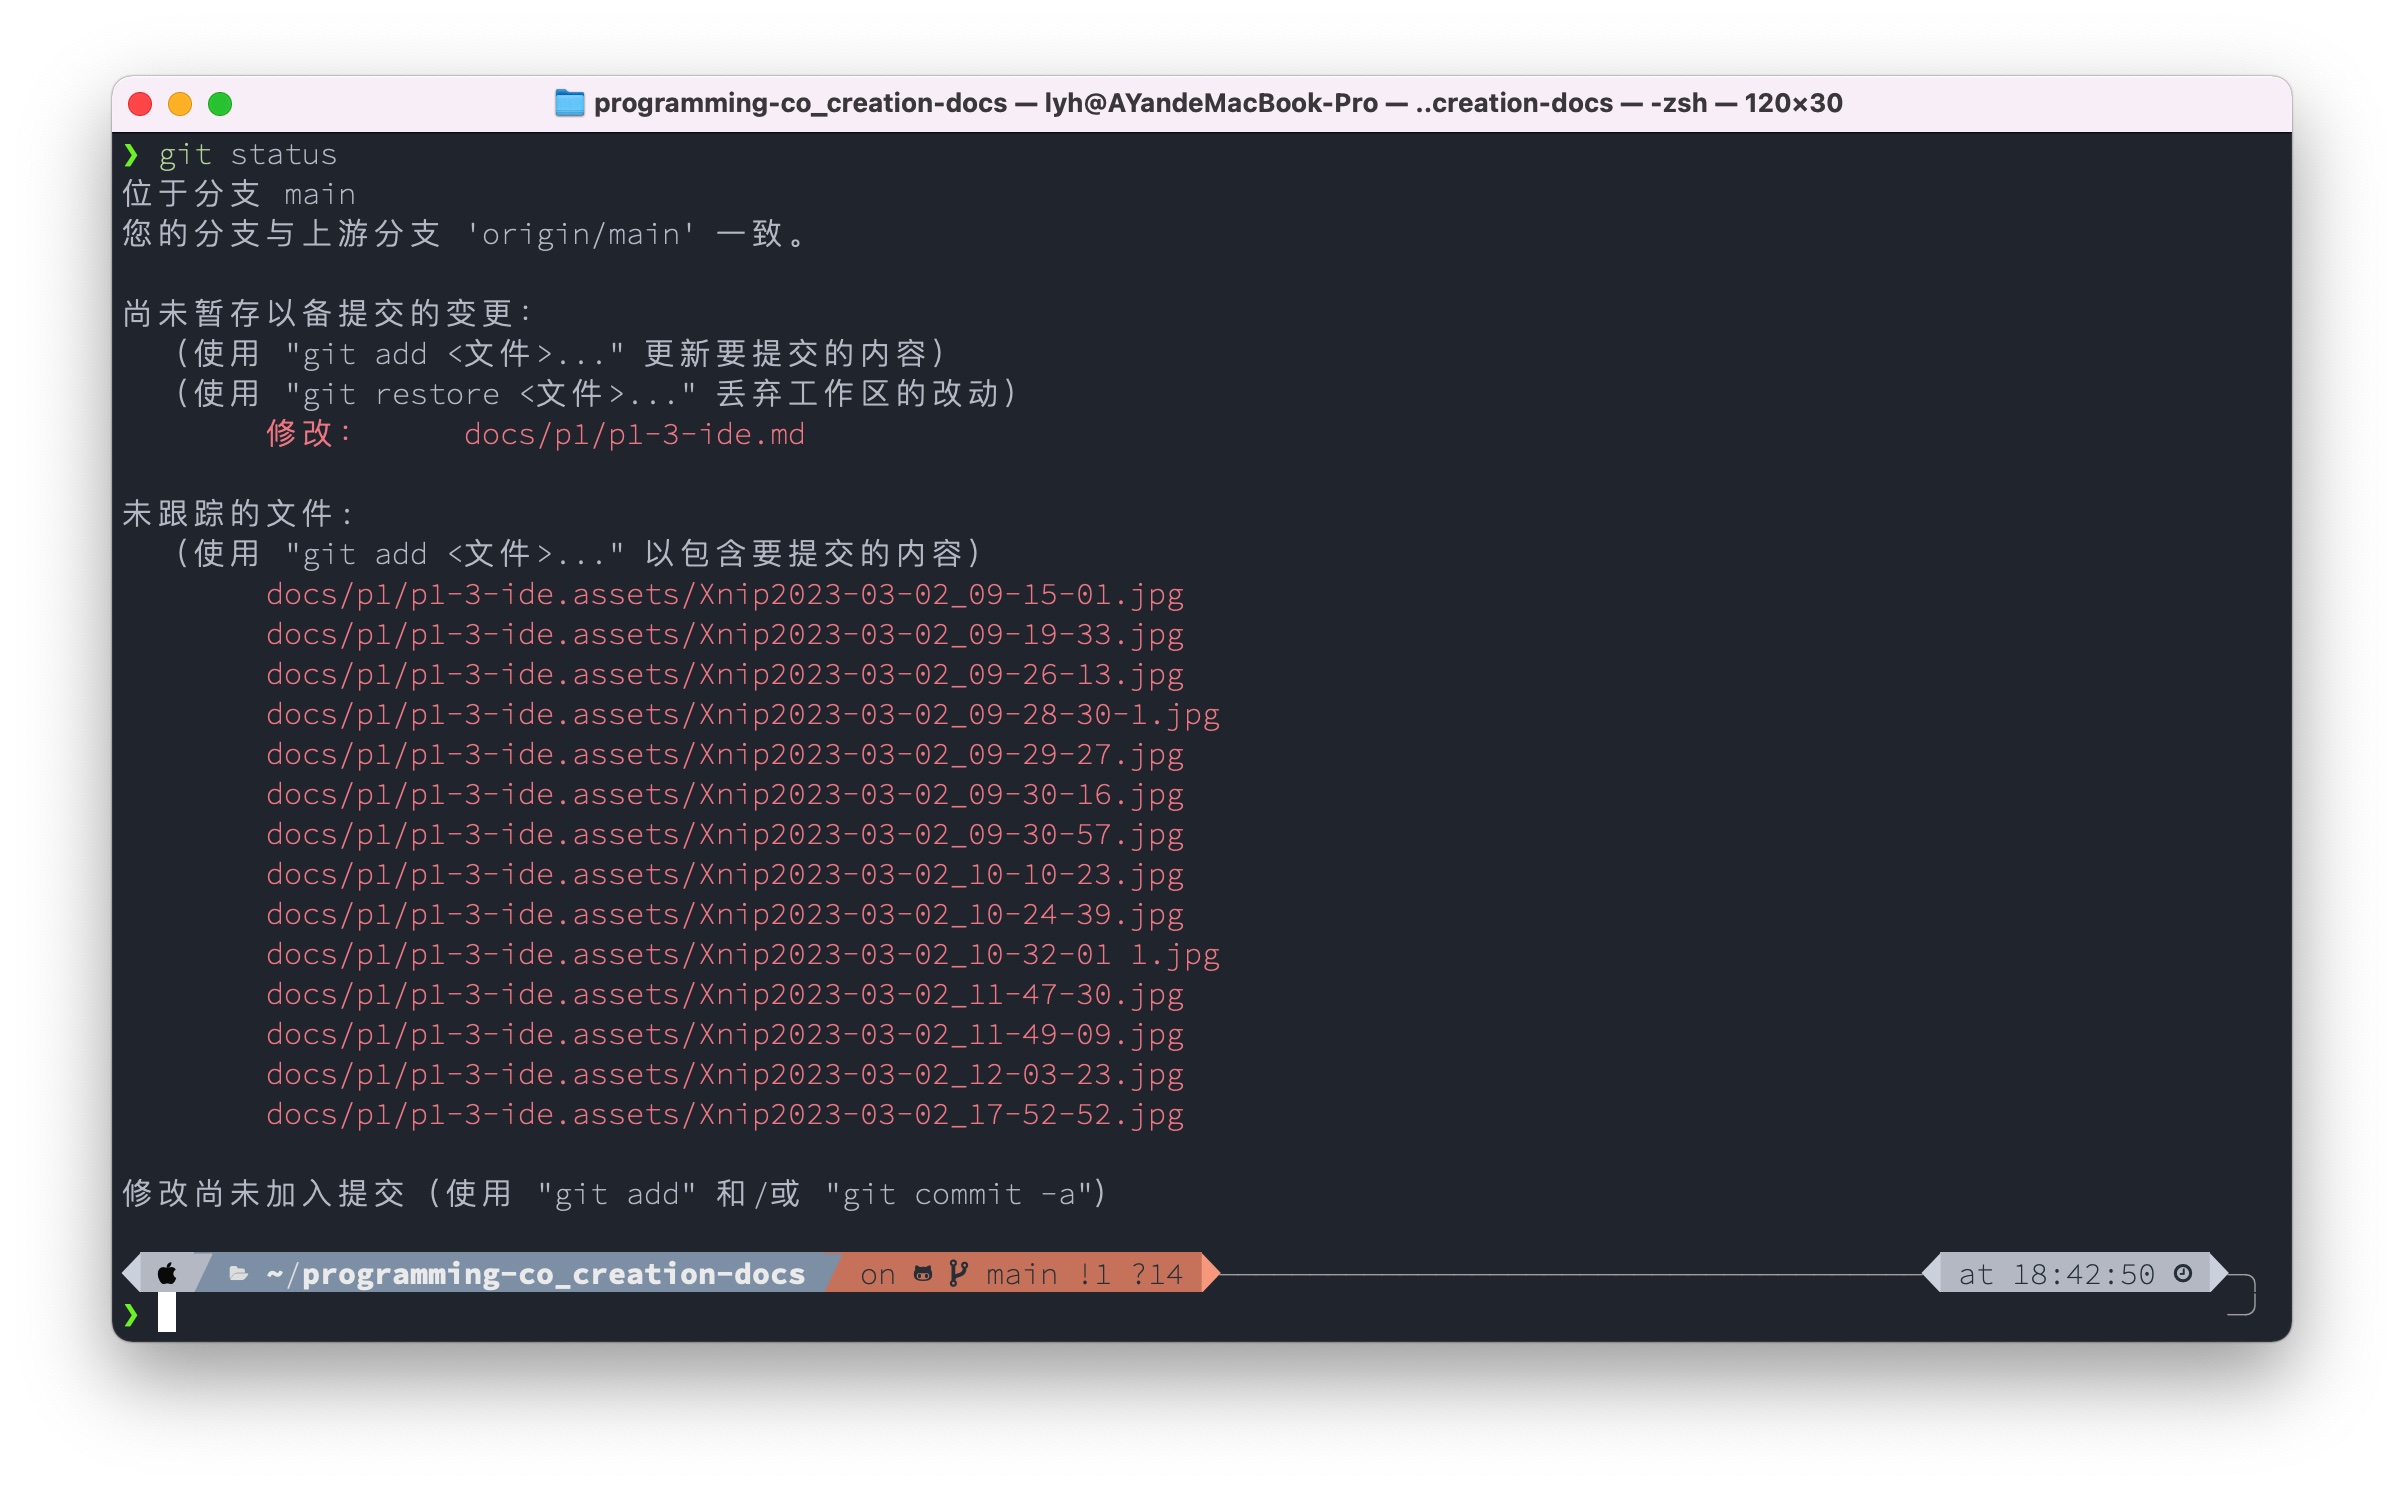 programming-co_creation-docs — lyh@AYandeMacBook-Pro — ..creation-docs — -zsh — 120×30
❯ git status
位于分支 main
您的分支与上游分支 'origin/main' 一致。
尚未暂存以备提交的变更：
（使用 "git add <文件>..." 更新要提交的内容）
（使用 "git restore <文件>..." 丢弃工作区的改动）
修改：     docs/p1/p1-3-ide.md
未跟踪的文件:
（使用 "git add <文件>..." 以包含要提交的内容）
docs/p1/p1-3-ide.assets/Xnip2023-03-02_09-15-01.jpg
docs/p1/p1-3-ide.assets/Xnip2023-03-02_09-19-33.jpg
docs/p1/p1-3-ide.assets/Xnip2023-03-02_09-26-13.jpg
docs/p1/p1-3-ide.assets/Xnip2023-03-02_09-28-30-1.jpg
docs/p1/p1-3-ide.assets/Xnip2023-03-02_09-29-27.jpg
docs/p1/p1-3-ide.assets/Xnip2023-03-02_09-30-16.jpg
docs/p1/p1-3-ide.assets/Xnip2023-03-02_09-30-57.jpg
docs/p1/p1-3-ide.assets/Xnip2023-03-02_10-10-23.jpg
docs/p1/p1-3-ide.assets/Xnip2023-03-02_10-24-39.jpg
docs/p1/p1-3-ide.assets/Xnip2023-03-02_10-32-01 1.jpg
docs/p1/p1-3-ide.assets/Xnip2023-03-02_11-47-30.jpg
docs/p1/p1-3-ide.assets/Xnip2023-03-02_11-49-09.jpg
docs/p1/p1-3-ide.assets/Xnip2023-03-02_12-03-23.jpg
docs/p1/p1-3-ide.assets/Xnip2023-03-02_17-52-52.jpg
修改尚未加入提交（使用 "git add" 和/或 "git commit -a"）
~/programming-co_creation-docs on main !1 ?14 at 18:42:50
❯